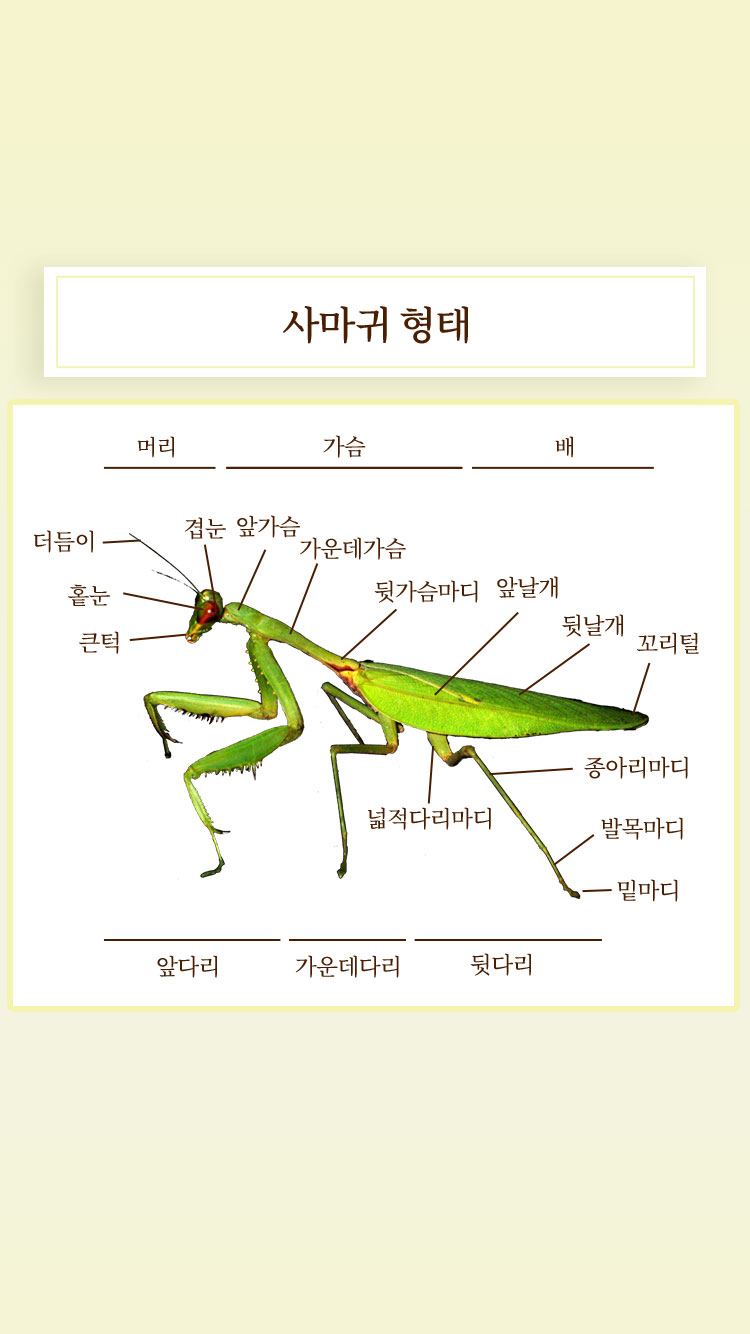 사마귀 형태
머리 가슴 배
더듬이 겹눈 앞가슴 가운데가슴
홑눈 뒷가슴마디 앞날개
큰턱 뒷날개 꼬리털
종아리마디
넓적다리마디 발목마디
밑마디
앞다리 가운데다리 뒷다리